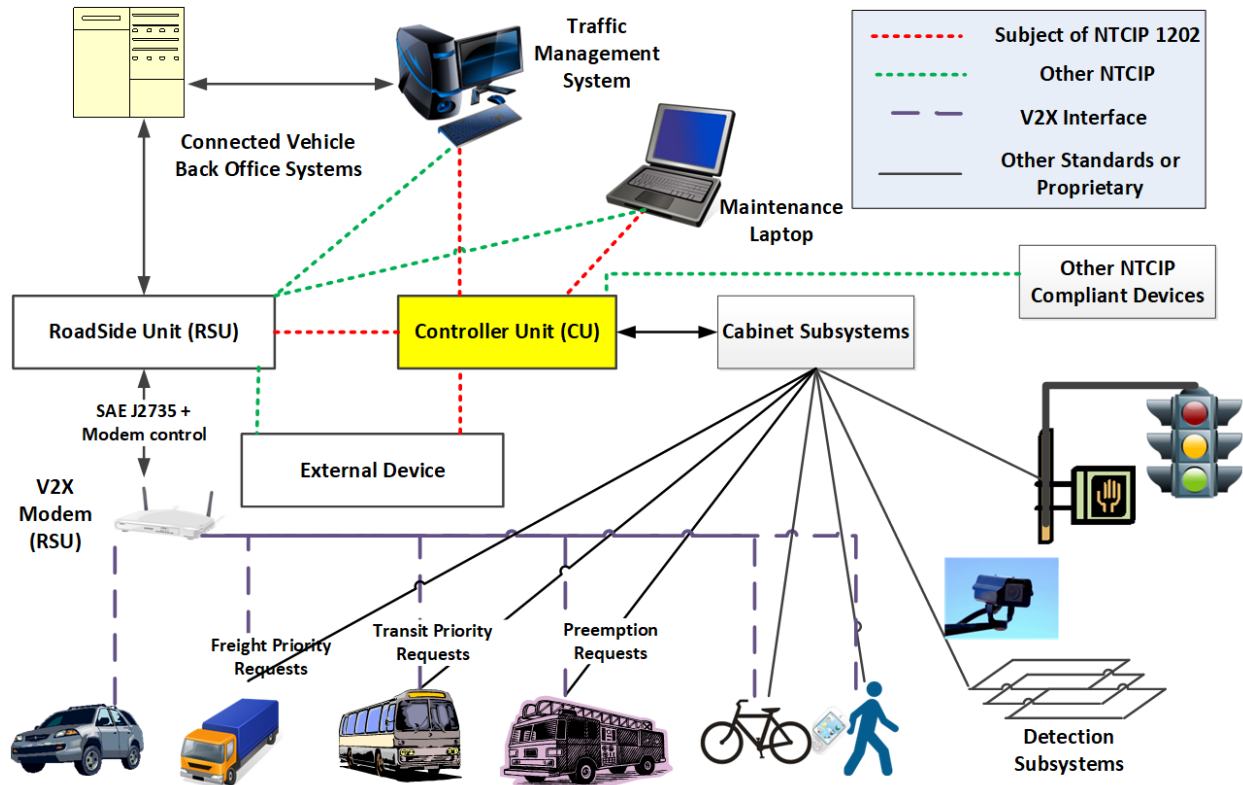 Traffic
Management
System
Subject of NTCIP 1202
Other NTCIP
V2X Interface
Other Standards or
Proprietary
Connected Vehicle
Back Office Systems
Maintenance
Laptop
Other NTCIP
Compliant Devices
RoadSide Unit (RSU)
Controller Unit (CU)
Cabinet Subsystems
SAE J2735 +
Modem control
External Device
V2X
Modem
(RSU)
Freight Priority
Requests
Transit Priority
Requests
Preemption
Requests
Detection
Subsystems